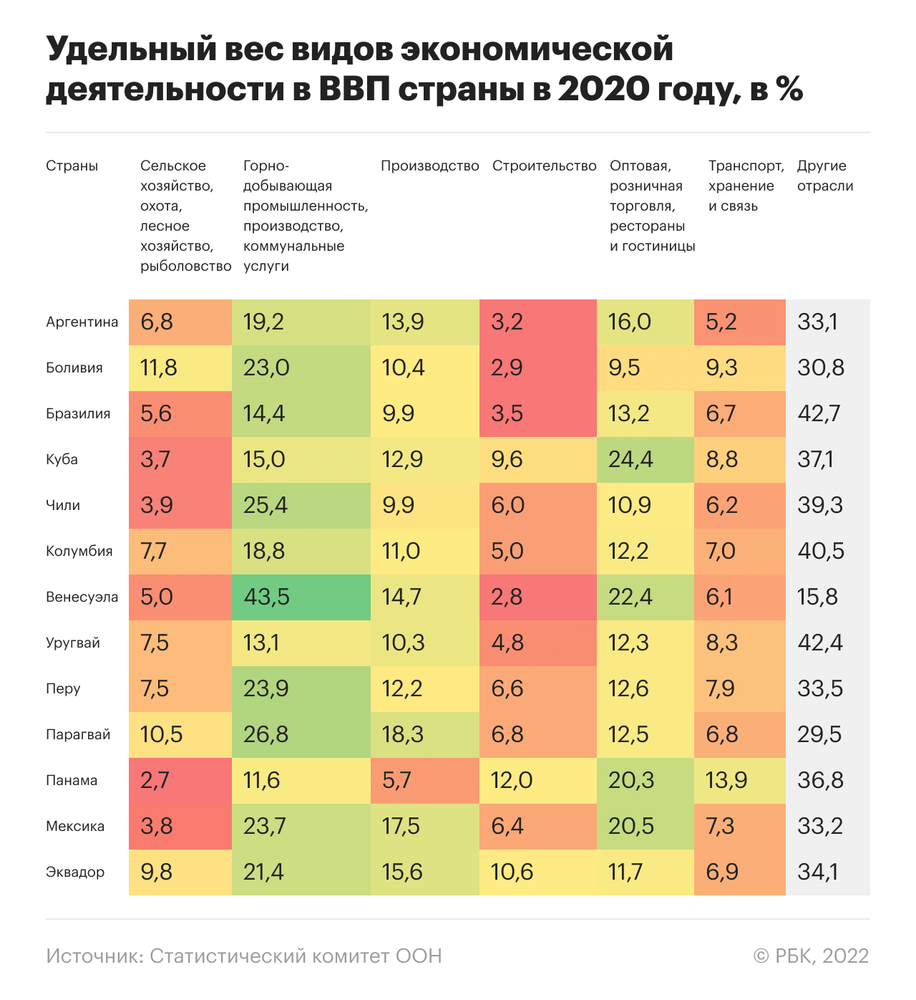 Удельный вес видов экономической
деятельности в ВВП страны в 2020 году, в %
Страны
Сельское
хозяйство,
охота,
лесное
хозяйство,
рыболовство
Горно-
добывающая
промышленность,
производство,
коммунальные
услуги
Производство
Строительство
Оптовая,
розничная
торговля,
рестораны
и гостиницы
Транспорт,
хранение
и связь
Другие
отрасли
Аргентина 6,8 19,2 13,9 3,2 16,0 5,2 33,1
Боливия 11,8 23,0 10,4 2,9 9,5 9,3 30,8
Бразилия 5,6 14,4 9,9 3,5 13,2 6,7 42,7
Куба 3,7 15,0 12,9 9,6 24,4 8,8 37,1
Чили 3,9 25,4 9,9 6,0 10,9 6,2 39,3
Колумбия 7,7 18,8 11,0 5,0 12,2 7,0 40,5
Венесуэла 5,0 43,5 14,7 2,8 22,4 6,1 15,8
Уругвай 7,5 13,1 10,3 4,8 12,3 8,3 42,4
Перу 7,5 23,9 12,2 6,6 12,6 7,9 33,5
Парагвай 10,5 26,8 18,3 6,8 12,5 6,8 29,5
Панама 2,7 11,6 5,7 12,0 20,3 13,9 36,8
Мексика 3,8 23,7 17,5 6,4 20,5 7,3 33,2
Эквадор 9,8 21,4 15,6 10,6 11,7 6,9 34,1
Источник: Статистический комитет ООН
© РБК, 2022